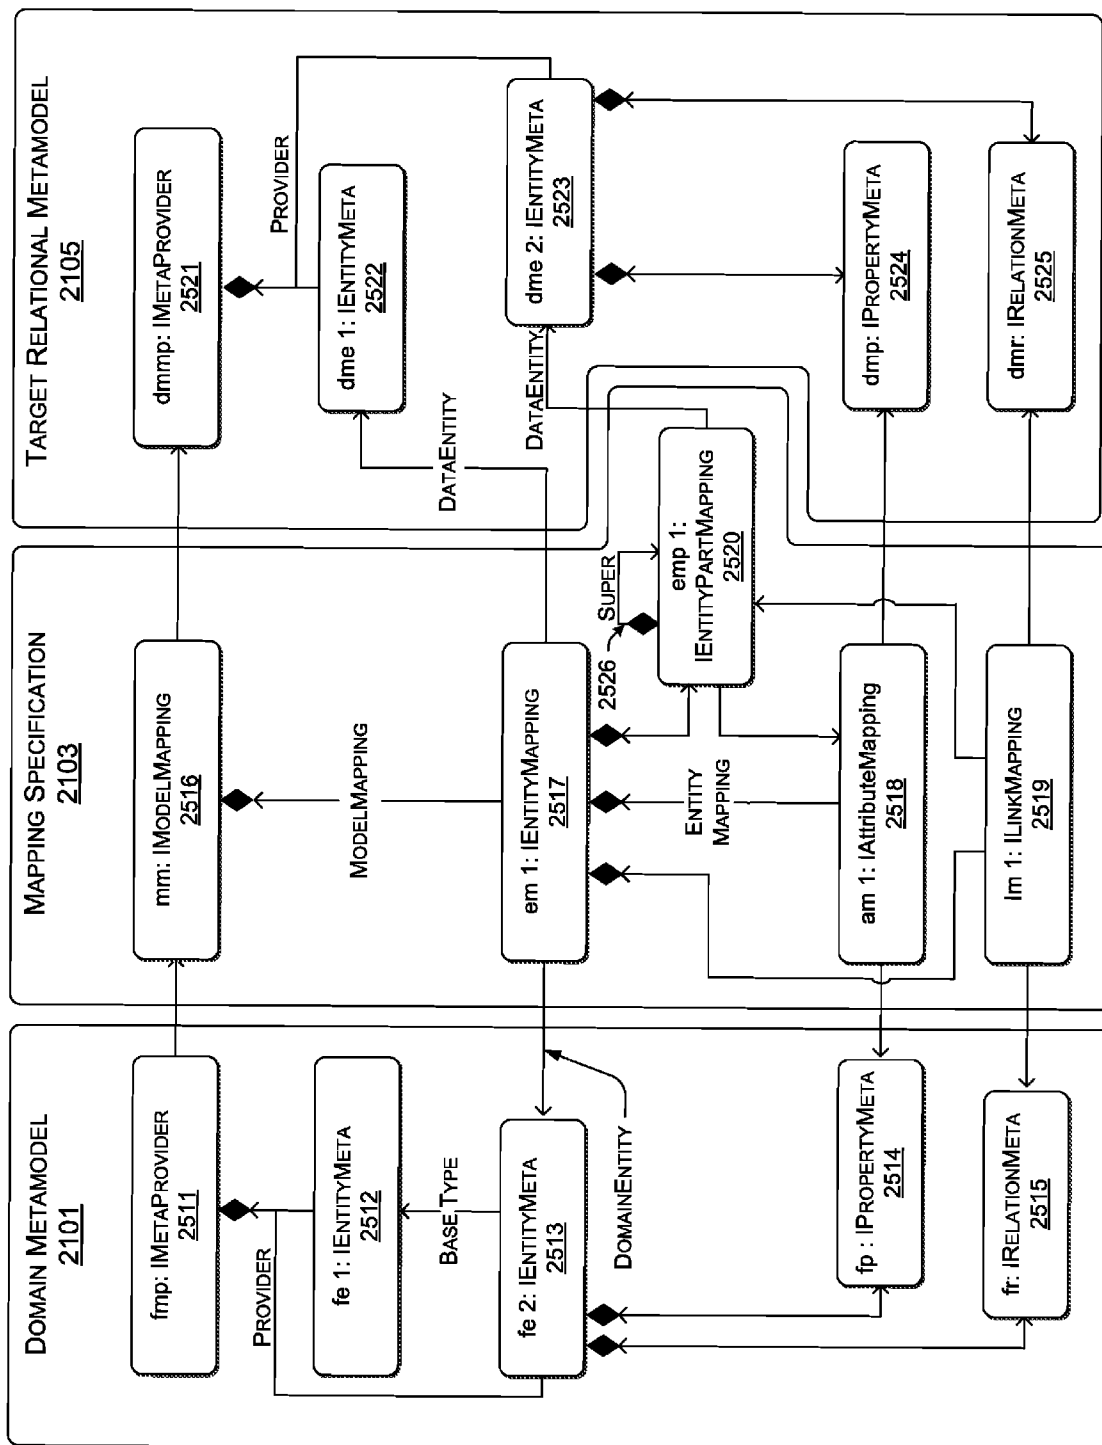 DOMAIN METAMODEL
2101
fmp: IMETAPROVIDER
2511
PROVIDER
fe 1: IENTITYMETA
2512
BASE TYPE
fe 2: IENTITYMETA
2513
DOMAINENTITY
fp : IPROPERTYMETA
2514
fr: IRELATIONMETA
2515
MAPPING SPECIFICATION
2103
mm: IMODELMAPPING
2516
MODELMAPPING
em 1: IENTITYMAPPING
2517
2526
SUPER
emp 1:
IENTITYPARTMAPPING
2520
ENTITY
MAPPING
am 1: IAttributeMapping
2518
lm 1: ILINKMAPPING
2519
TARGET RELATIONAL METAMODEL
2105
dmmp: IMETAPROVIDER
2521
PROVIDER
dme 1: IENTITYMETA
2522
DATAENTITY
dme 2: IENTITYMETA
2523
DATAENTITY
dmp: IPROPERTYMETA
2524
dmr: IRELATIONMETA
2525